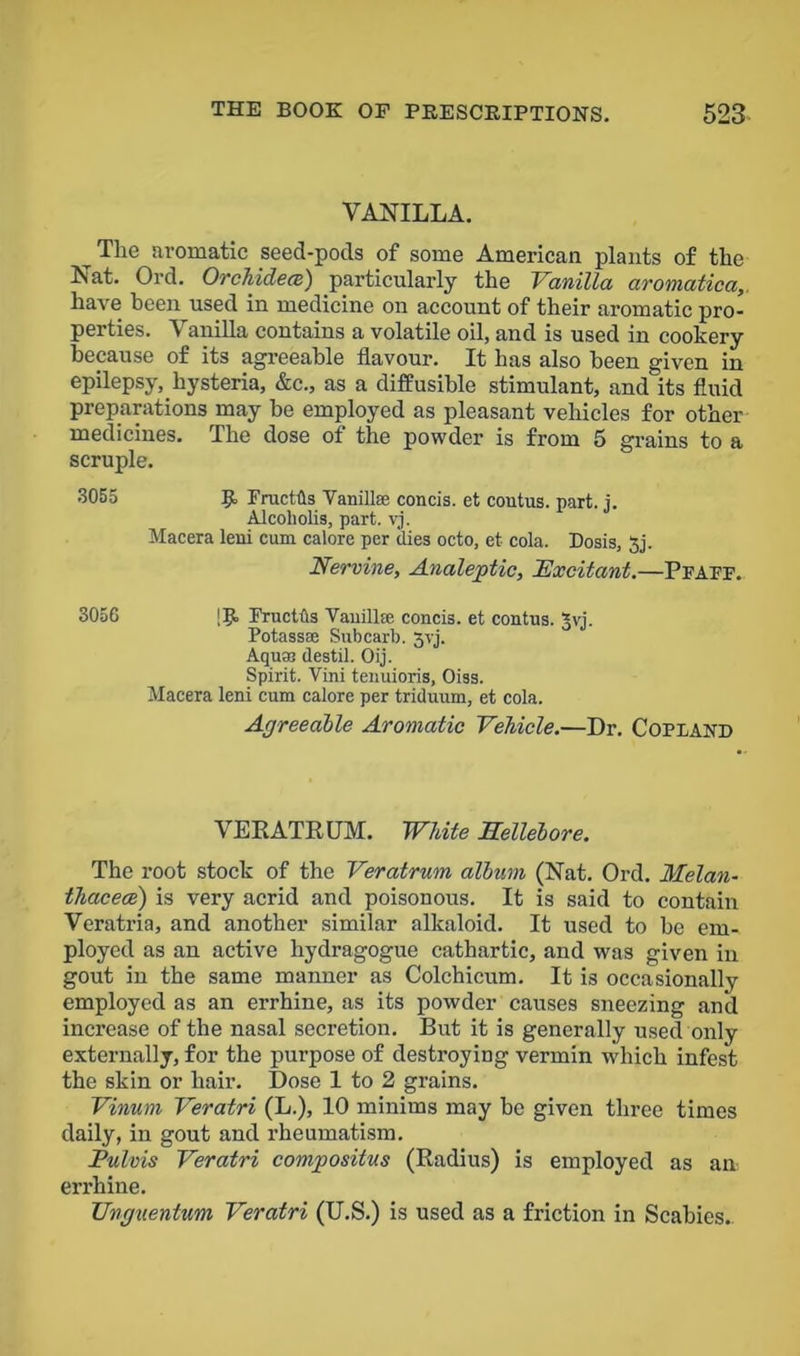 THE BOOK OF PRESCRIPTIONS. 523
VANILLA.
The aromatic seed-pods of some American plants of the
Nat. Ord. Orchideæ) particularly the Vanilla aromatica,
have been used in medicine on account of their aromatic pro-
perties. Vanilla contains a volatile oil, and is used in cookery
because of its agreeable flavour. It has also been given in
epilepsy, hysteria, &c., as a diffusible stimulant, and its fluid
preparations may be employed as pleasant vehicles for other
medicines. The dose of the powder is from 5 grains to a
scruple.
3055 ℞ Fructûs Vanillæ concis. et contus. part. j.
Alcoholis, part. vj.
Macera leni cum calore per dies octo, et cola. Dosis, ʒj.
Nervine, Analeptic, Excitant.—PFAFF.
3056 ℞ Fructûs Vanillæ concis. et contus. ℥vj.
Potassæ Subcarb. ʒvj.
Aquæ destil. Oij.
Spirit. Vini tenuioris, Oiss.
Macera leni cum calore per triduum, et cola.
Agreeable Aromatic Vehicle.—Dr. COPLAND
VERATRUM. White Hellebore.
The root stock of the Veratrum album (Nat. Ord. Melan-
thaceæ) is very acrid and poisonous. It is said to contain
Veratria, and another similar alkaloid. It used to be em-
ployed as an active hydragogue cathartic, and was given in
gout in the same manner as Colchicum. It is occasionally
employed as an errhine, as its powder causes sneezing and
increase of the nasal secretion. But it is generally used only
externally, for the purpose of destroying vermin which infest
the skin or hair. Dose 1 to 2 grains.
Vinum Veratri (L.), 10 minims may be given three times
daily, in gout and rheumatism.
Pulvis Veratri compositus (Radius) is employed as an
errhine.
Unguentum Veratri (U.S.) is used as a friction in Scabies.